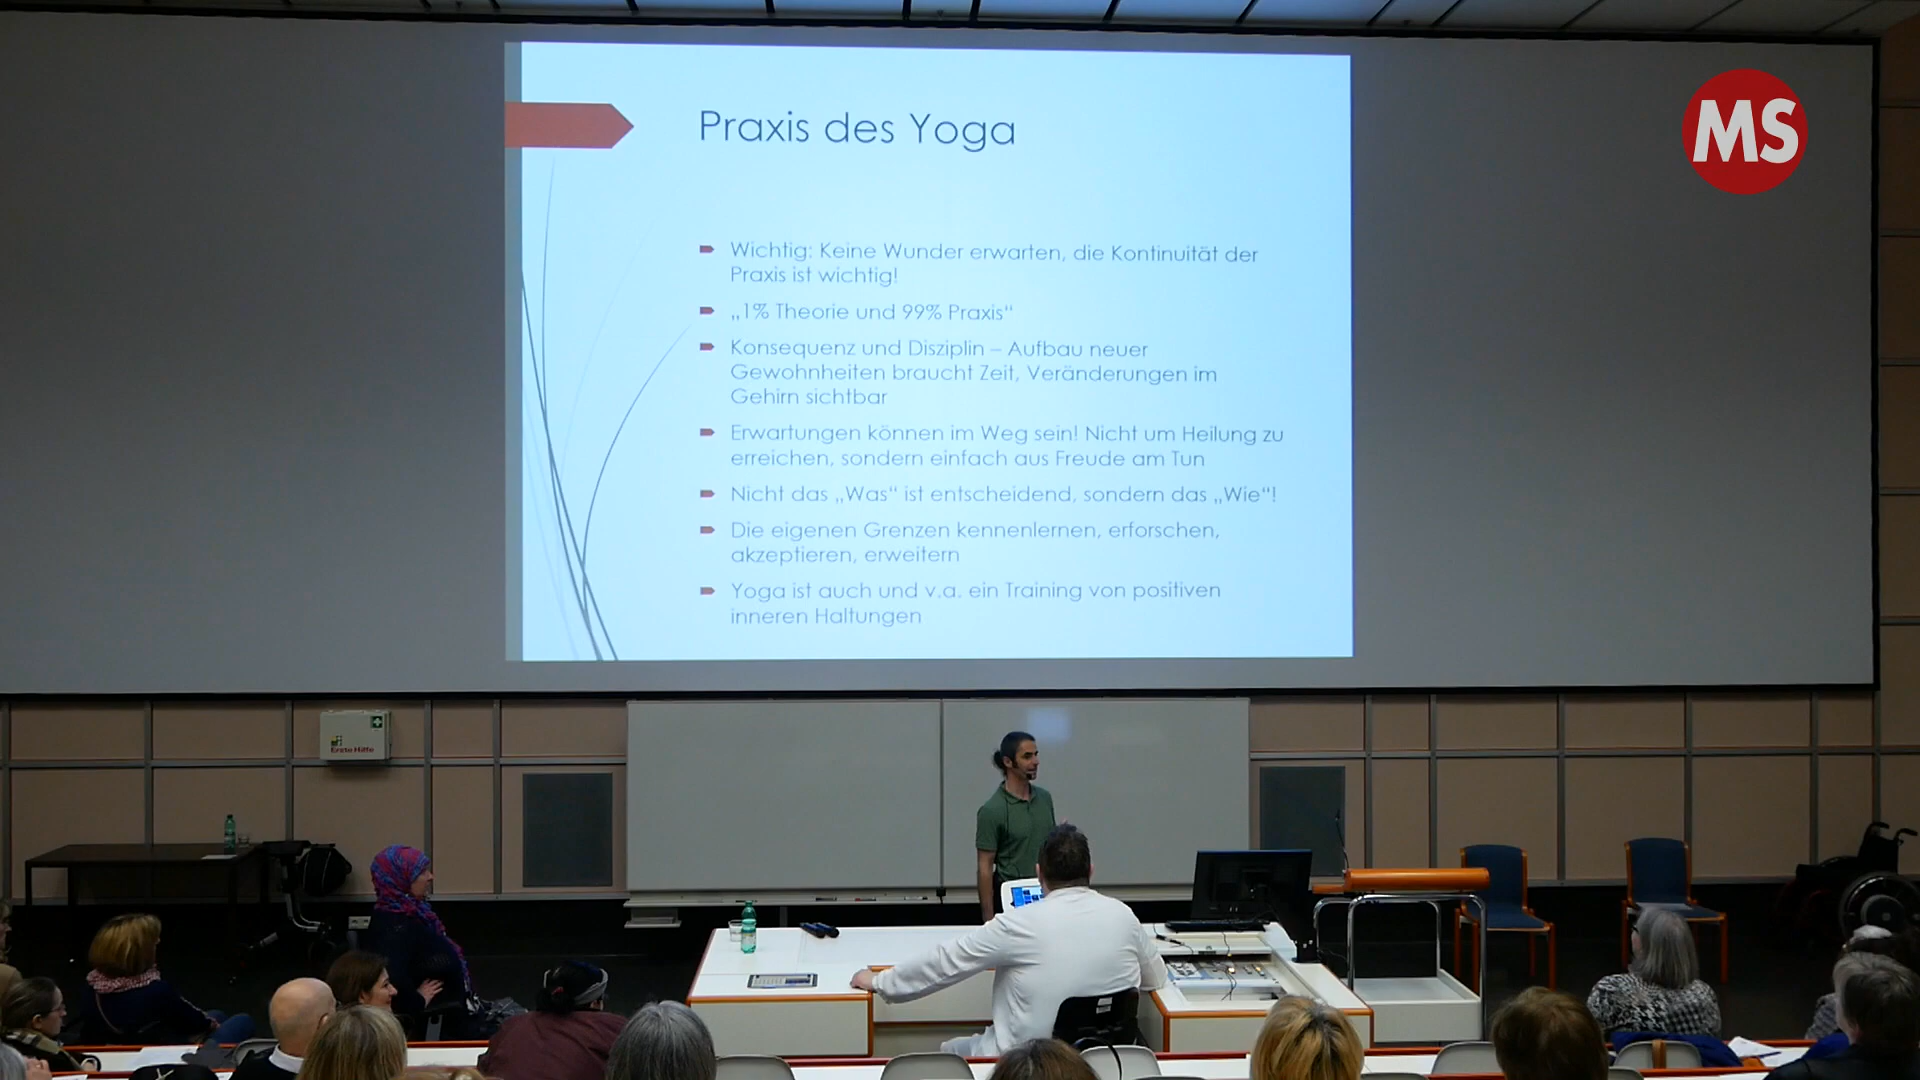 MS
Praxis des Yoga
Wichtig: Keine Wunder erwarten, die Kontinuität der
Praxis ist wichtig!
„1% Theorie und 99% Praxis“
Konsequenz und Disziplin – Aufbau neuer
Gewohnheiten braucht Zeit, Veränderungen im
Gehirn sichtbar
Erwartungen können im Weg sein! Nicht um Heilung zu
erreichen, sondern einfach aus Freude am Tun
Nicht das „Was“ ist entscheidend, sondern das „Wie“!
Die eigenen Grenzen kennenlernen, erforschen,
akzeptieren, erweitern
Yoga ist auch und v.a. ein Training von positiven
inneren Haltungen
Erste Hilfe